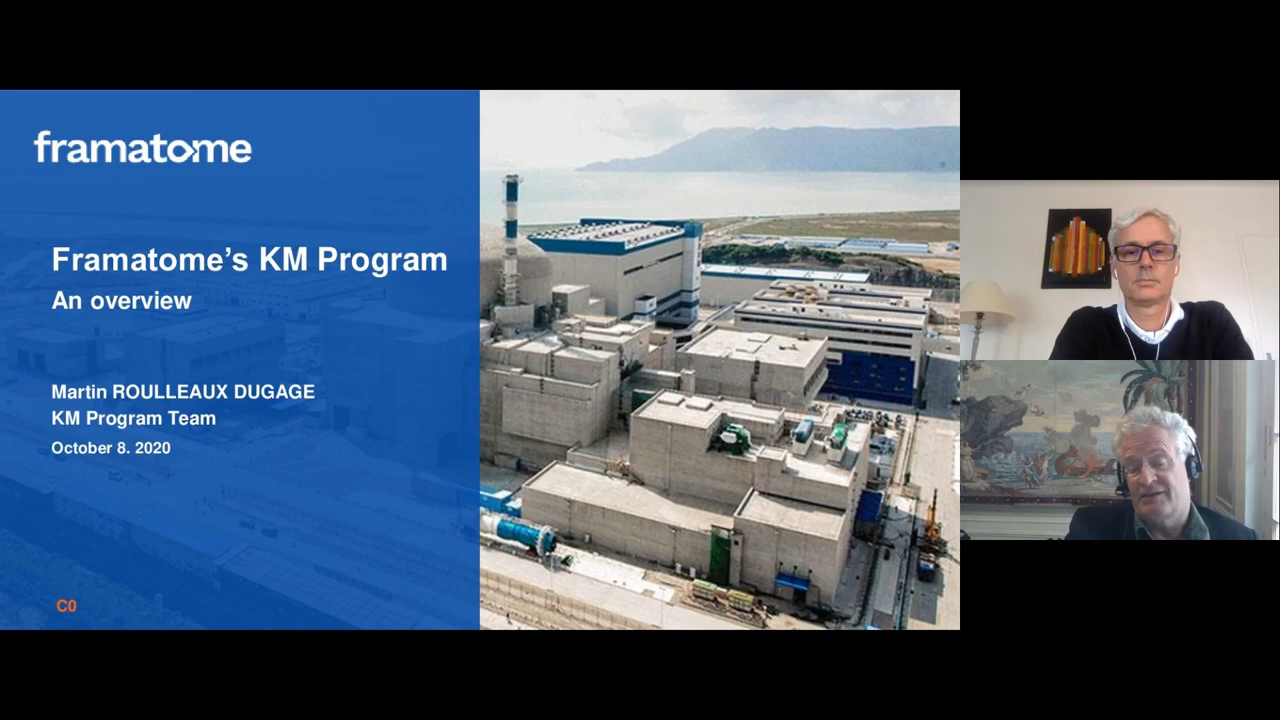 framatome
Framatome’s KM Program
An overview
Martin ROULLEAUX DUGAGE
KM Program Team
October 8. 2020
C0